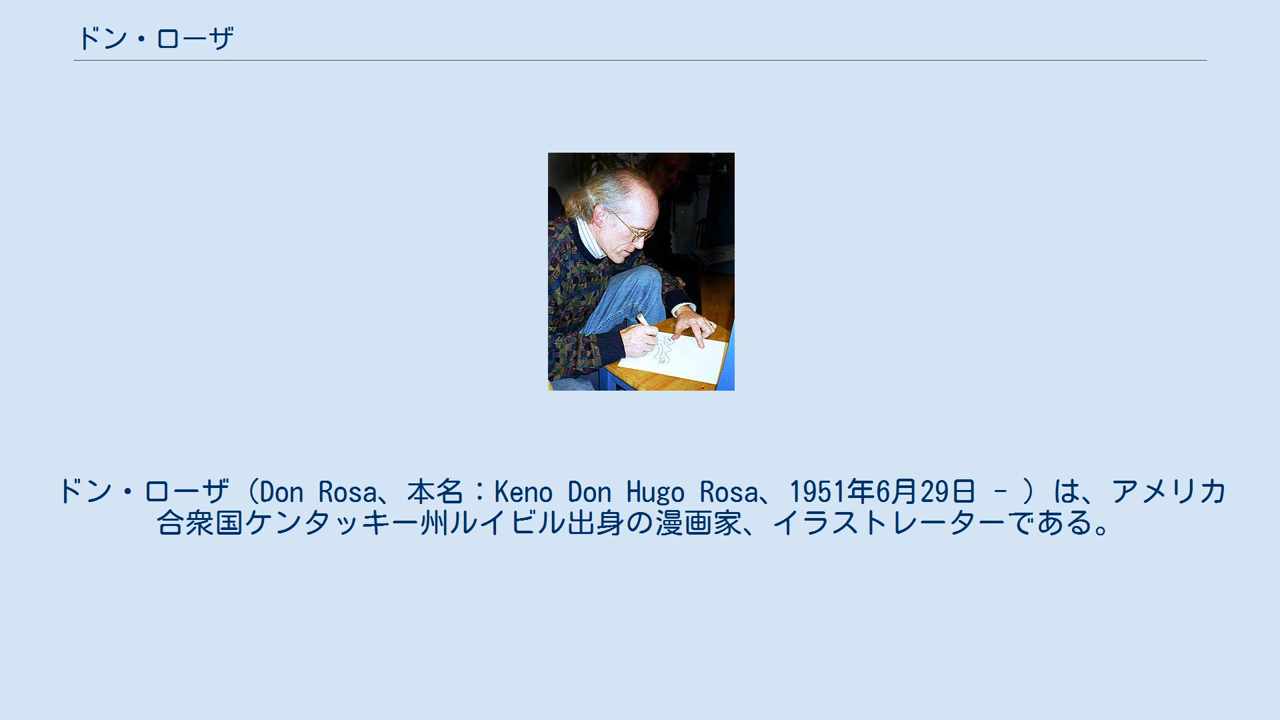 ドン・ローザ
ドン・ローザ（Don Rosa、本名：Keno Don Hugo Rosa、1951年6月29日 - ）は、アメリカ
合衆国ケンタッキー州ルイビル出身の漫画家、イラストレーターである。